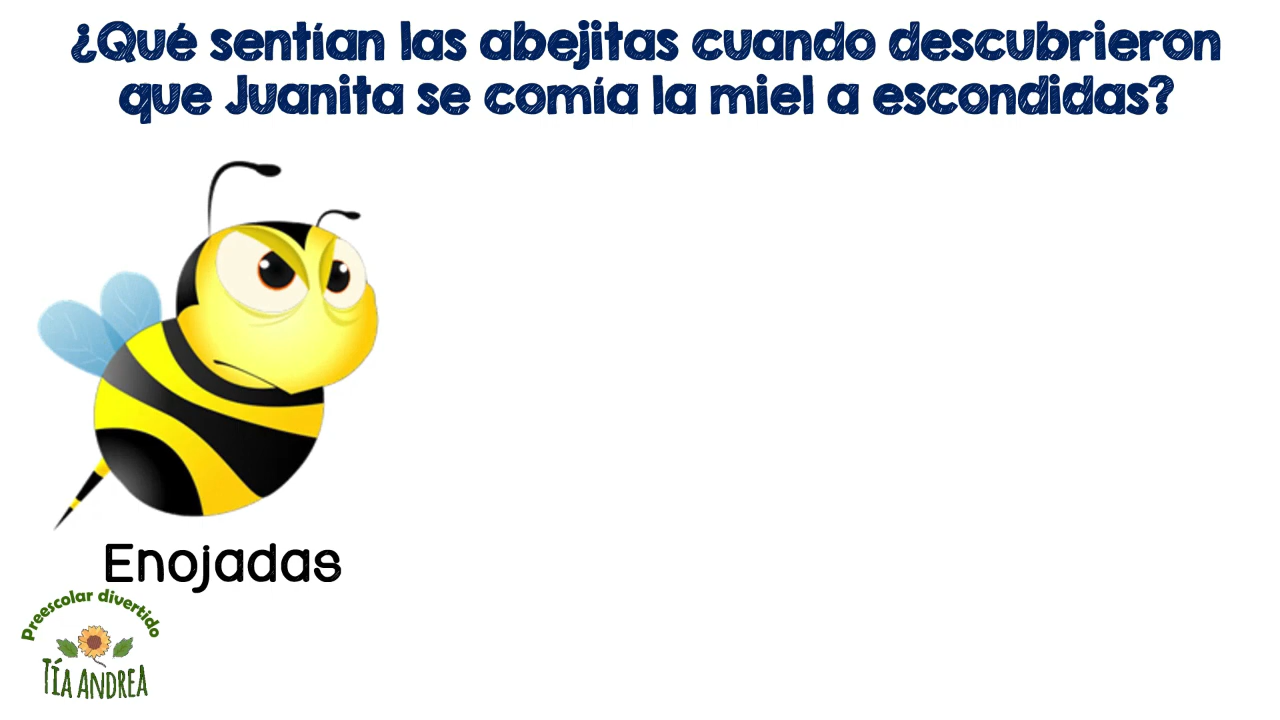 ¿Qué sentían las abejitas cuando descubrieron
que Juanita se comía la miel a escondidas?
Enojadas
Preescolar divertido
TÍA ANDREA